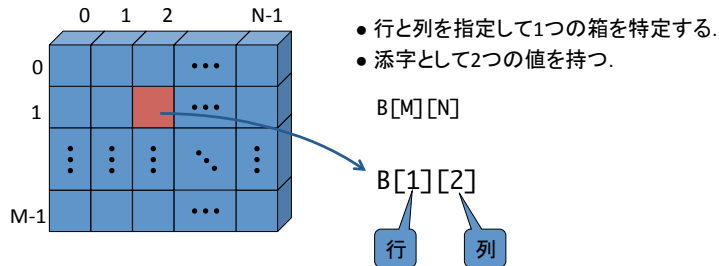 0 1 2 N-1
0
1
M-1
● 行と列を指定して1つの箱を特定する.
● 添字として2つの値を持つ.
B[M][N]
B[1][2]
行 列